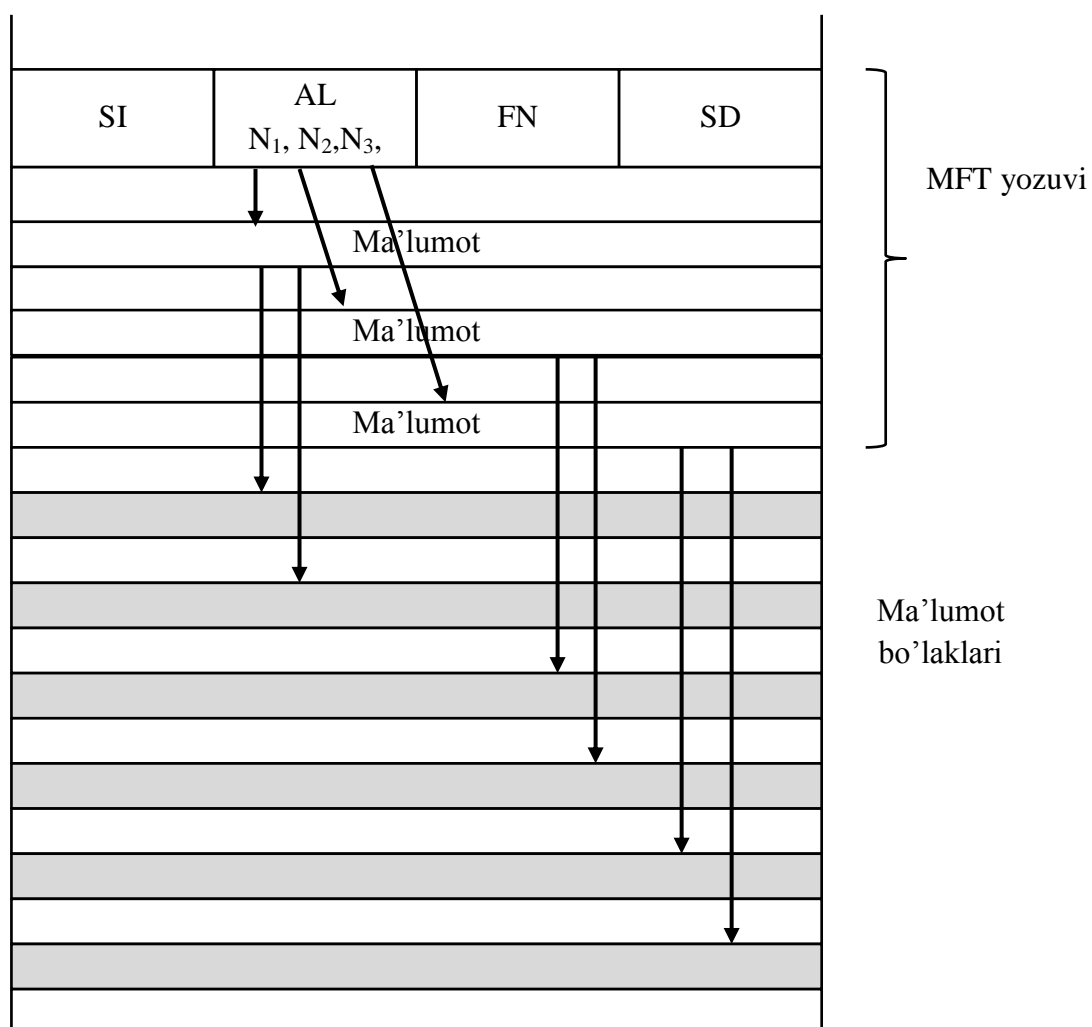 SI
AL
N₁, N₂,N₃,
FN
SD
MFT yozuvi
Ma’lumot
Ma’lumot
Ma’lumot
Ma’lumot
bo’laklari